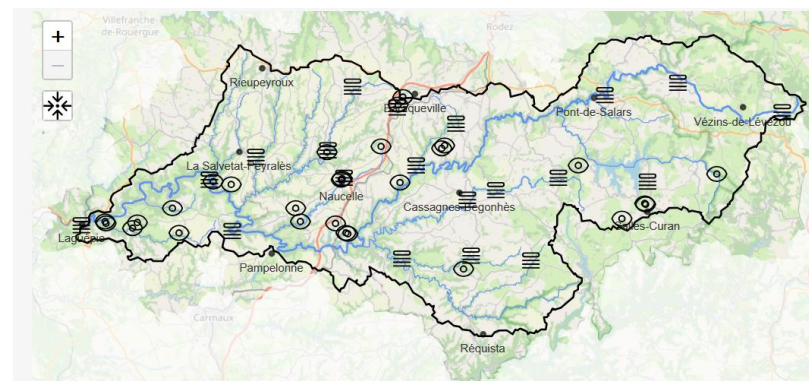 Villefranche-
de-Rouergue
+
Rodez
−
Rieupeyroux
Baraqueville
Pont-de-Salars
Vézins-de-Lévézou
La Salvetat-Peyralès
Naucelle
Cassagnes-Bégonhès
Salles-Curan
Laguépie
Pampelonne
Carmaux
Réquista